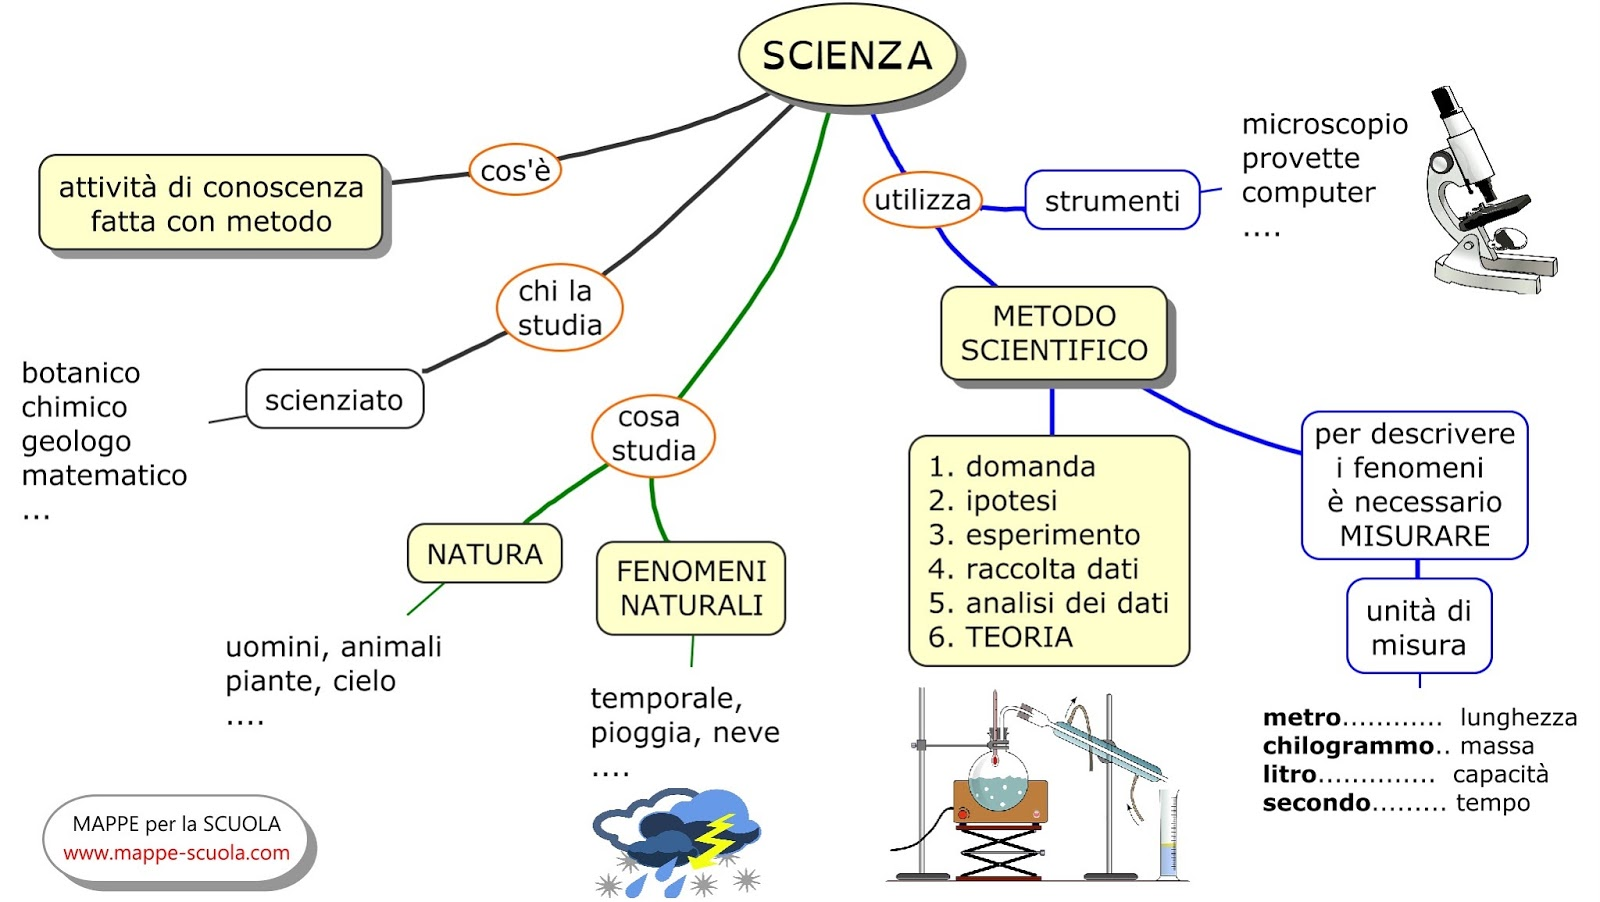 SCIENZA
cos'è
attività di conoscenza
fatta con metodo
chi la
studia
scienziato
botanico
chimico
geologo
matematico
...
cosa
studia
NATURA
uomini, animali
piante, cielo
....
FENOMENI
NATURALI
temporale,
pioggia, neve
....
utilizza
strumenti
microscopio
provette
computer
....
METODO
SCIENTIFICO
1. domanda
2. ipotesi
3. esperimento
4. raccolta dati
5. analisi dei dati
6. TEORIA
per descrivere
i fenomeni
è necessario
MISURARE
unità di
misura
metro............ lunghezza
chilogrammo.. massa
litro.............. capacità
secondo......... tempo
MAPPE per la SCUOLA
www.mappe-scuola.com